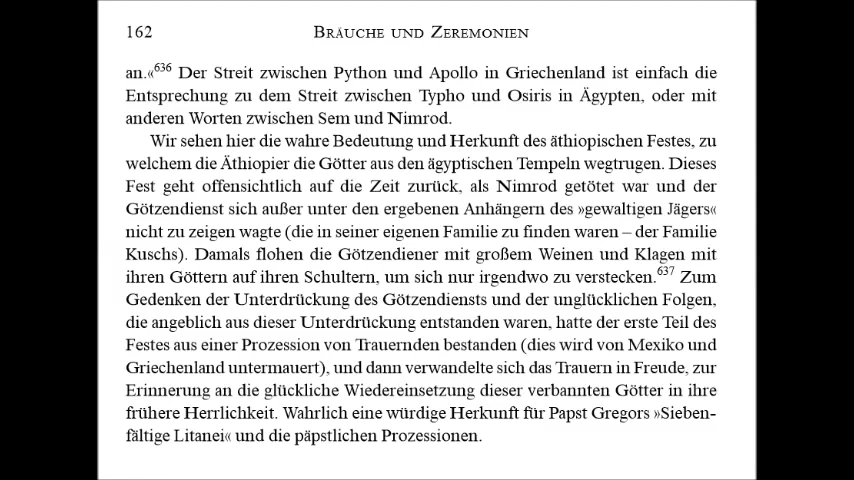 162 BRÄUCHE UND ZEREMONIEN
an.«636 Der Streit zwischen Python und Apollo in Griechenland ist einfach die
Entsprechung zu dem Streit zwischen Typho und Osiris in Ägypten, oder mit
anderen Worten zwischen Sem und Nimrod.
Wir sehen hier die wahre Bedeutung und Herkunft des äthiopischen Festes, zu
welchem die Äthiopier die Götter aus den ägyptischen Tempeln wegtrugen. Dieses
Fest geht offensichtlich auf die Zeit zurück, als Nimrod getötet war und der
Götzendienst sich außer unter den ergebenen Anhängern des »gewaltigen Jägers«
nicht zu zeigen wagte (die in seiner eigenen Familie zu finden waren – der Familie
Kuschs). Damals flohen die Götzendiener mit großem Weinen und Klagen mit
ihren Göttern auf ihren Schultern, um sich nur irgendwo zu verstecken.637 Zum
Gedenken der Unterdrückung des Götzendiensts und der unglücklichen Folgen,
die angeblich aus dieser Unterdrückung entstanden waren, hatte der erste Teil des
Festes aus einer Prozession von Trauernden bestanden (dies wird von Mexiko und
Griechenland untermauert), und dann verwandelte sich das Trauern in Freude, zur
Erinnerung an die glückliche Wiedereinsetzung dieser verbannten Götter in ihre
frühere Herrlichkeit. Wahrlich eine würdige Herkunft für Papst Gregors »Sieben-
fältige Litanei« und die päpstlichen Prozessionen.